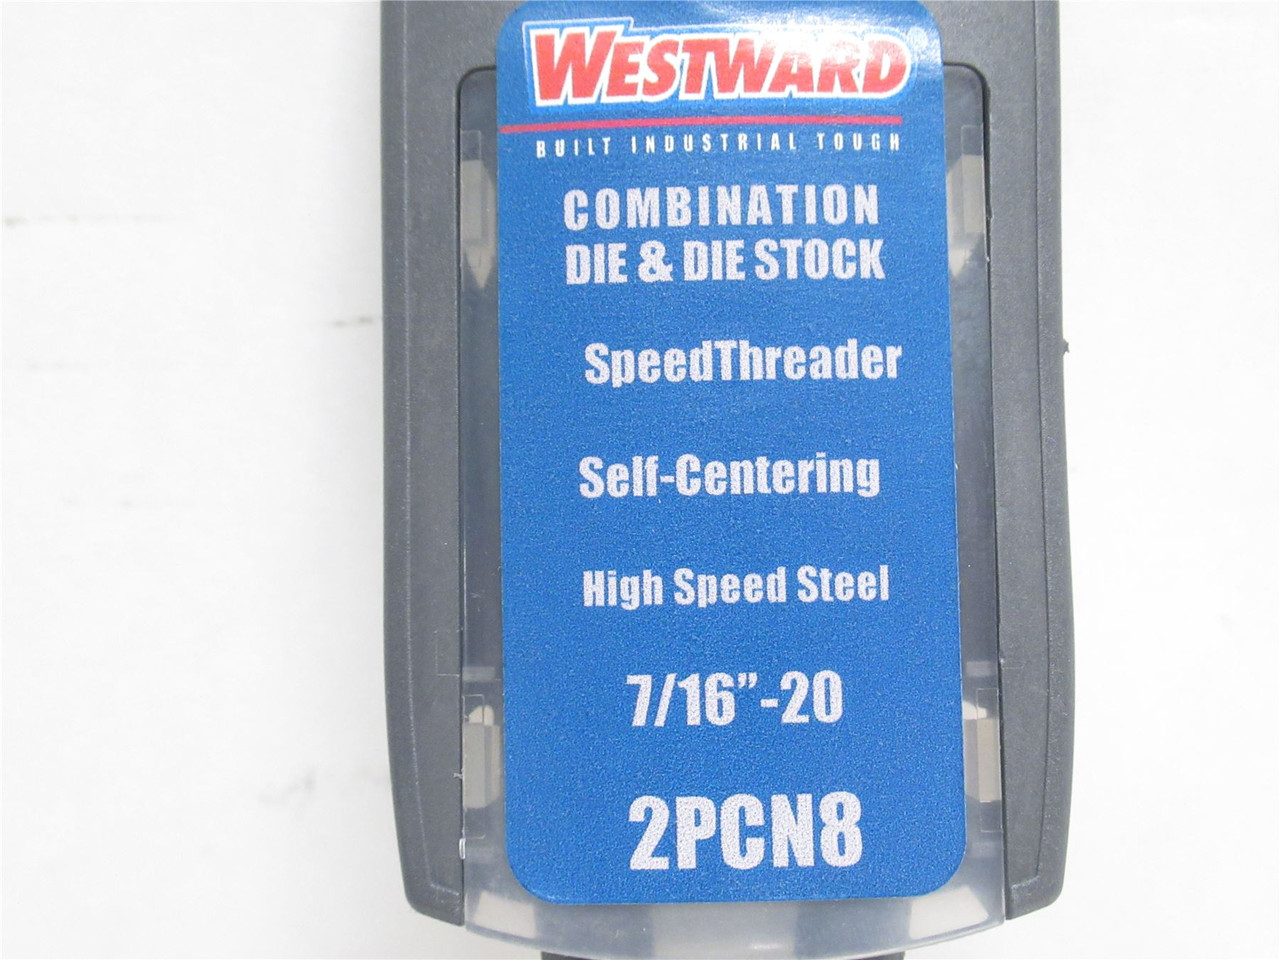 WESTWARD
BUILT INDUSTRIAL TOUGH
COMBINATION
DIE & DIE STOCK
SpeedThreader
Self-Centering
High Speed Steel
7/16”-20
2PCN8